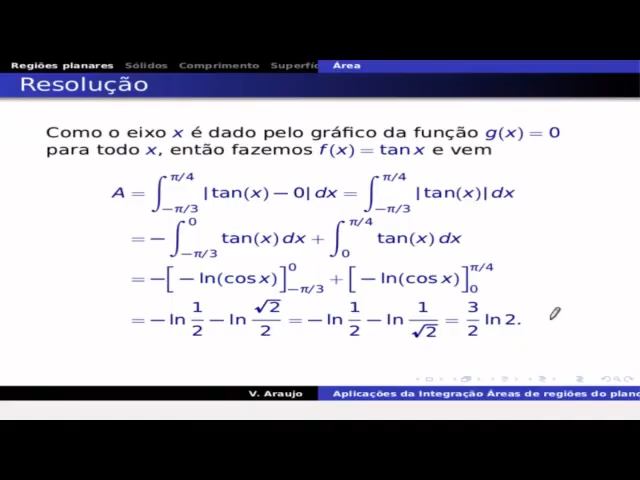 Regiões planares Sólidos Comprimento Superfíc Área
Resolução
Como o eixo x é dado pelo gráfico da função g(x) = 0
para todo x, então fazemos f(x) = tan x e vem
A = ∫_{−π/3}^{π/4} |tan(x) − 0| dx = ∫_{−π/3}^{π/4} |tan(x)| dx
= −∫_{−π/3}^{0} tan(x) dx + ∫_{0}^{π/4} tan(x) dx
= −[− ln(cos x)]_{−π/3}^{0} + [− ln(cos x)]_{0}^{π/4}
= − ln 1/2 − ln √2/2 = − ln 1/2 − ln 1/√2 = 3/2 ln 2.
V. Araujo Aplicações da Integração Áreas de regiões do plano